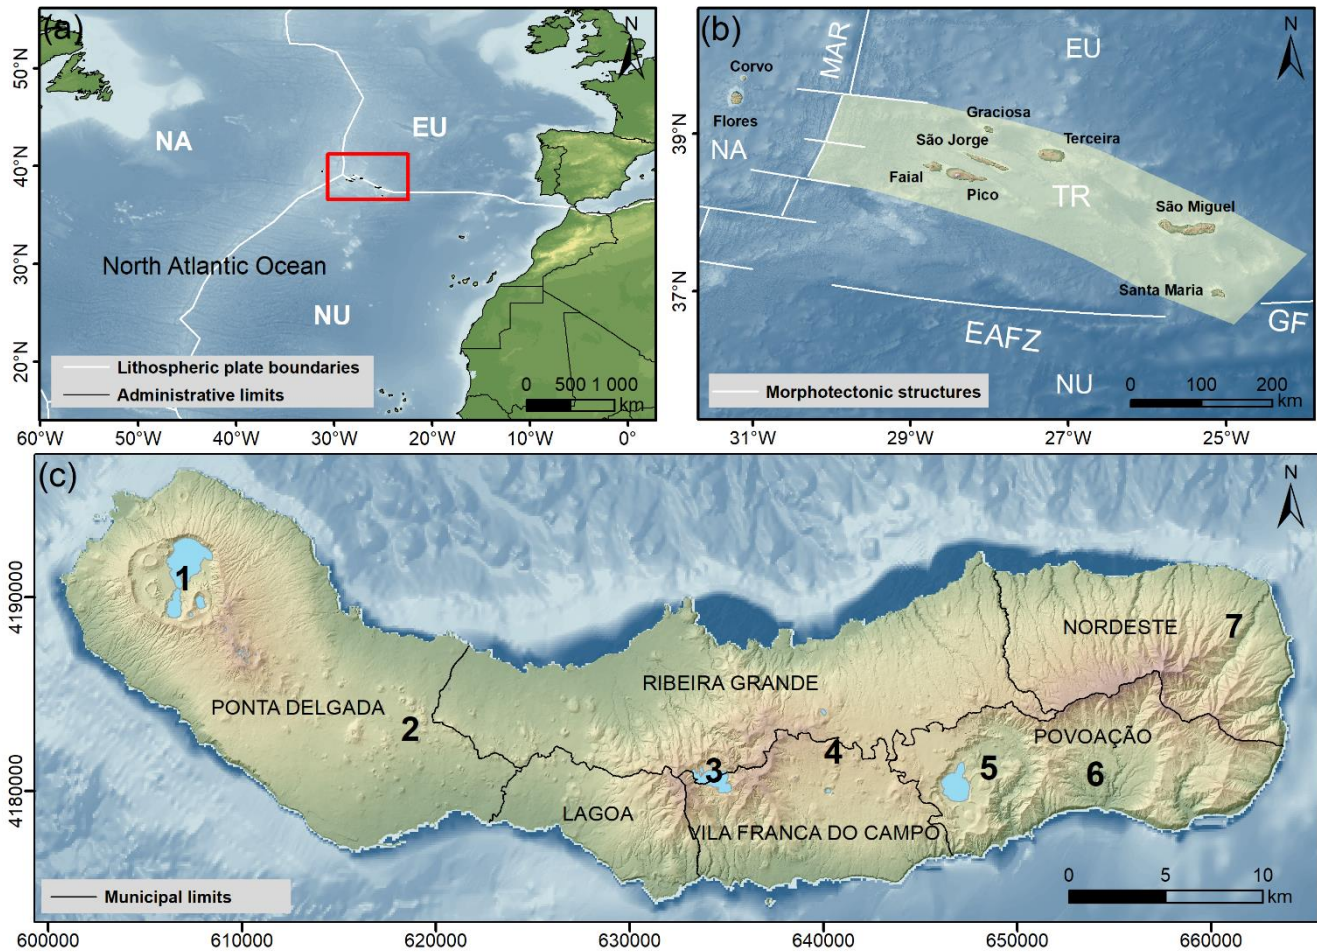 (a)
N
50°N
40°N
30°N
20°N
NA
EU
North Atlantic Ocean
NU
Lithospheric plate boundaries
Administrative limits
0 500 1 000
km
60°W 50°W 40°W 30°W 20°W 10°W 0°
(b)
N
MAR
EU
Corvo
Flores
39°N
NA
Graciosa
São Jorge
Terceira
Faial
Pico
TR
São Miguel
37°N
Santa Maria
EAFZ
GF
NU
Morphotectonic structures
0 100 200
km
31°W 29°W 27°W 25°W
(c)
N
4190000
4180000
1
NORDESTE
7
RIBEIRA GRANDE
PONTA DELGADA
2
POVOAÇÃO
3
4
5
6
LAGOA
VILA FRANCA DO CAMPO
Municipal limits
0 5 10
km
600000 610000 620000 630000 640000 650000 660000